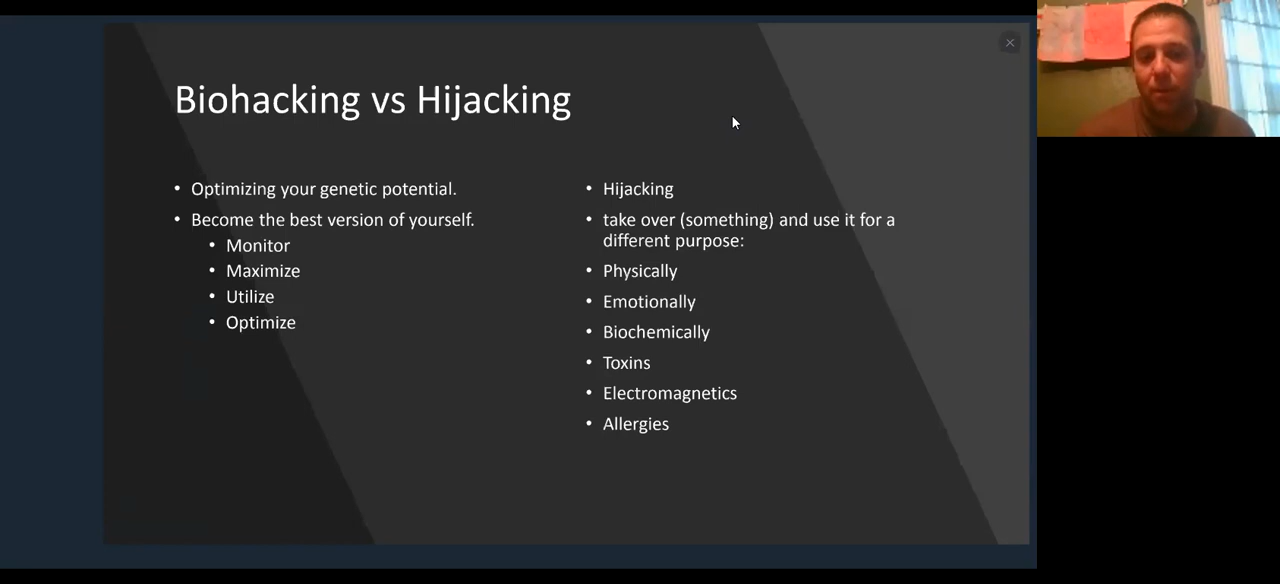 Biohacking vs Hijacking
• Optimizing your genetic potential.
• Become the best version of yourself.
• Monitor
• Maximize
• Utilize
• Optimize
• Hijacking
• take over (something) and use it for a
different purpose:
• Physically
• Emotionally
• Biochemically
• Toxins
• Electromagnetics
• Allergies